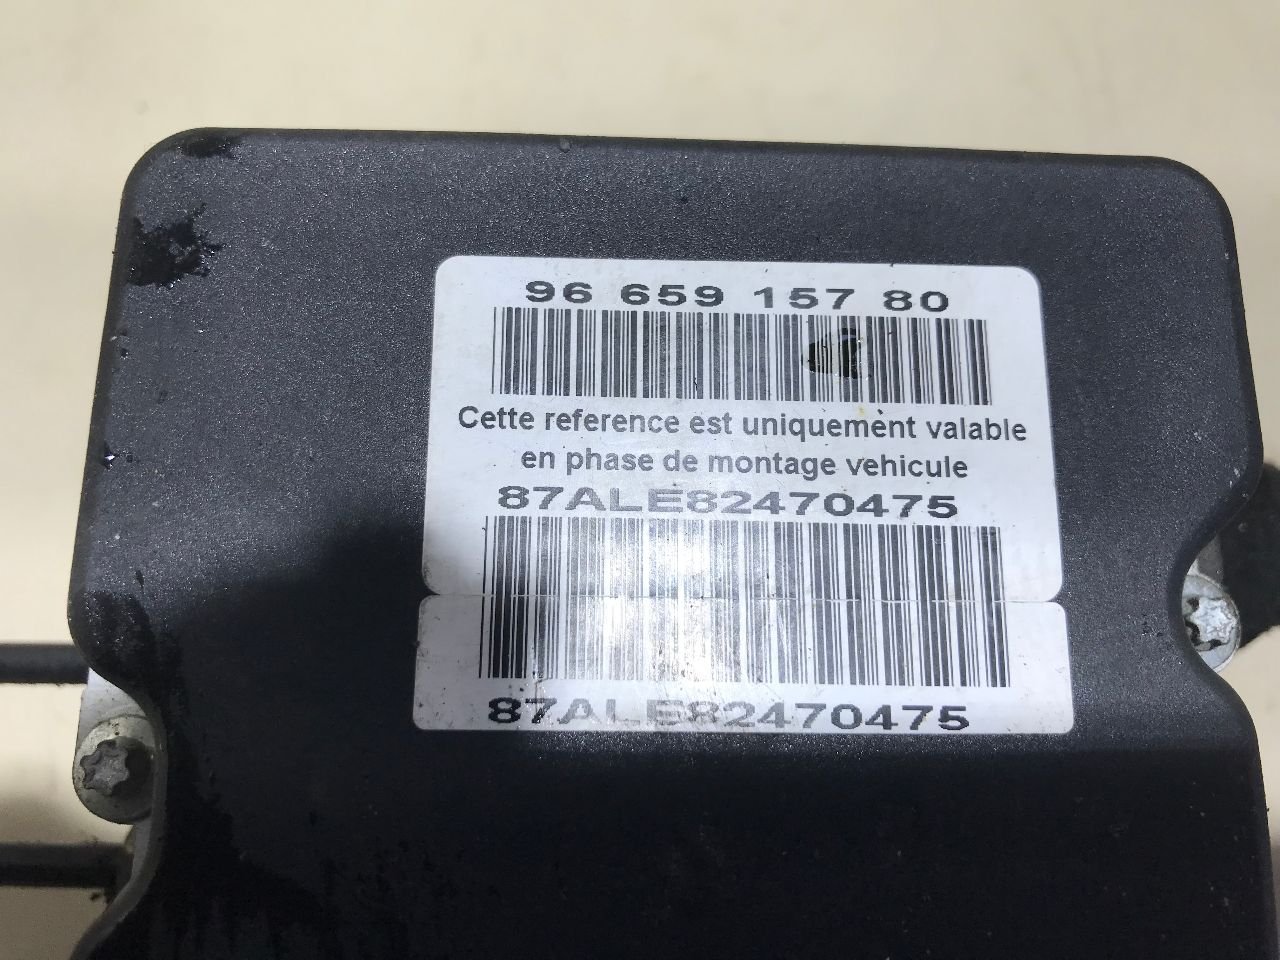 96 659 157 80
Cette reference est uniquement valable
en phase de montage vehicule
87ALE82470475
87ALE82470475